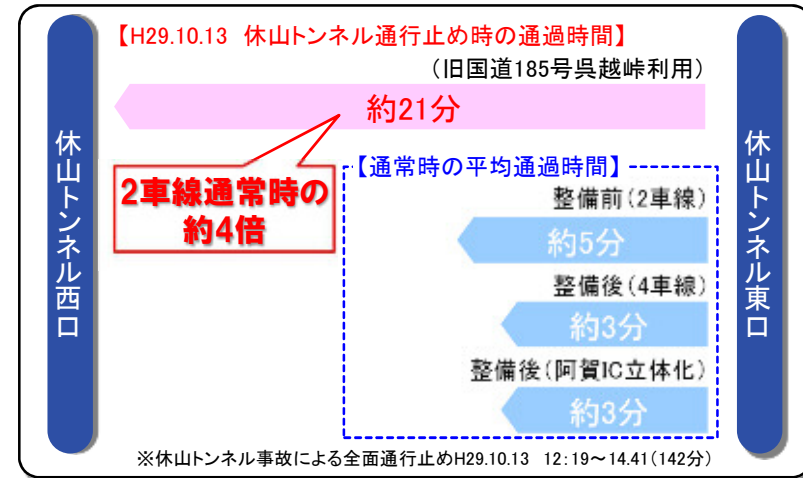 【H29.10.13 休山トンネル通行止め時の通過時間】
(旧国道185号呉越峠利用)
約21分
休山トンネル西口
休山トンネル東口
2車線通常時の
約4倍
【通常時の平均通過時間】
整備前(2車線)
約5分
整備後(4車線)
約3分
整備後(阿賀IC立体化)
約3分
※休山トンネル事故による全面通行止めH29.10.13 12:19~14.41(142分)